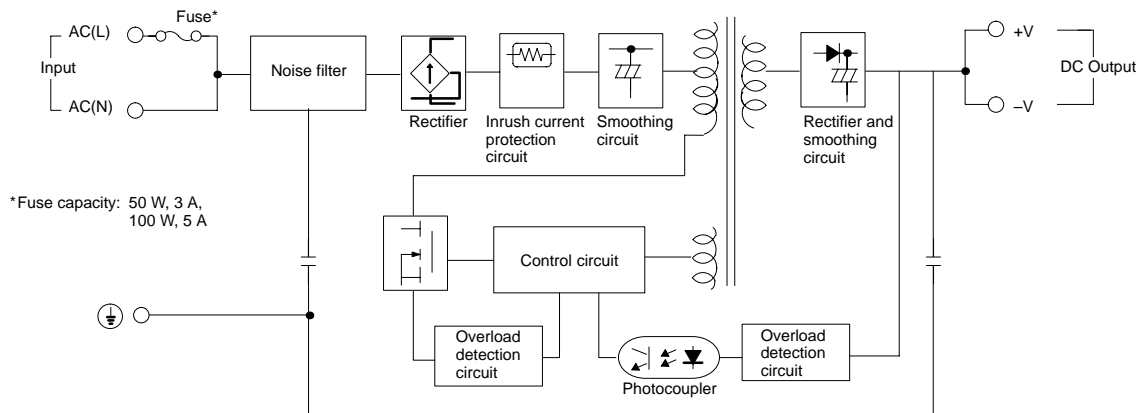 Fuse*
AC(L)
Input
AC(N)
Noise filter
Rectifier
Inrush current
protection
circuit
Smoothing
circuit
Rectifier and
smoothing
circuit
+V
DC Output
–V
*Fuse capacity: 50 W, 3 A,
100 W, 5 A
Control circuit
Overload
detection
circuit
Photocoupler
Overload
detection
circuit